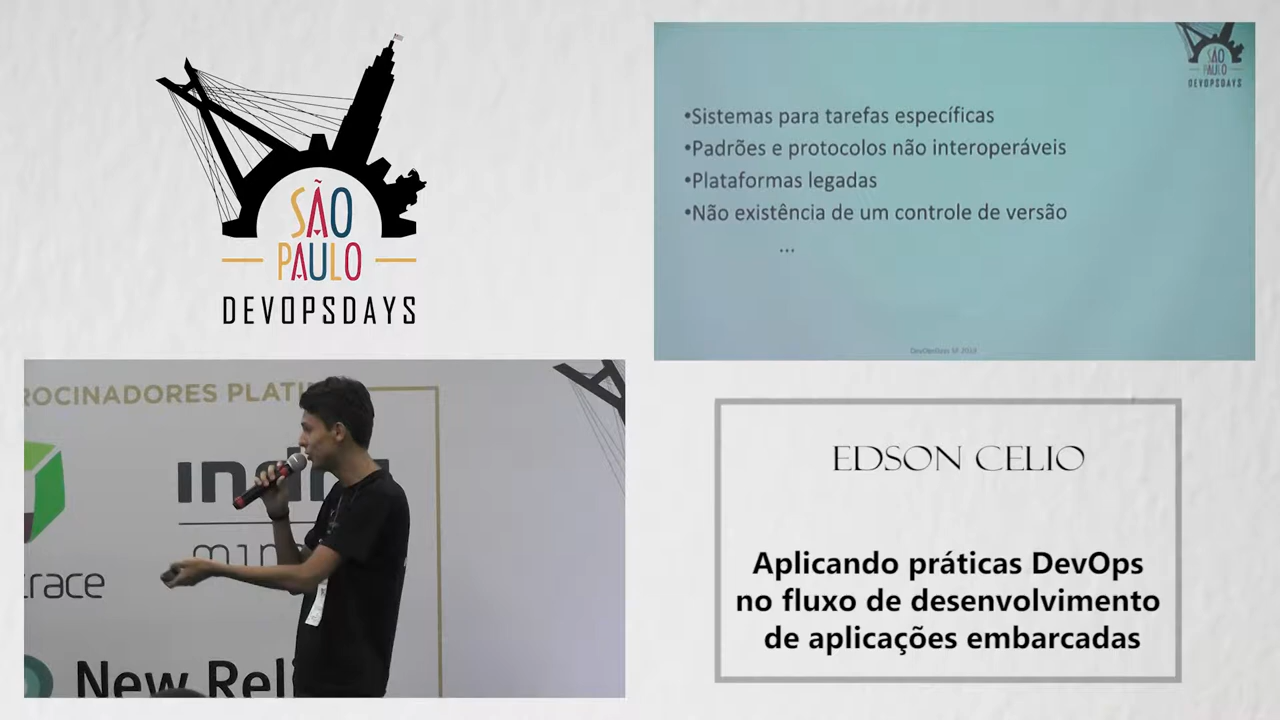 SÃO
PAULO
DEVOPSDAYS
SÃO
PAULO
DEVOPSDAYS
•Sistemas para tarefas específicas
•Padrões e protocolos não interoperáveis
•Plataformas legadas
•Não existência de um controle de versão
...
ROCINADORES PLATI
trace
New Reli
EDSON CELIO
Aplicando práticas DevOps
no fluxo de desenvolvimento
de aplicações embarcadas